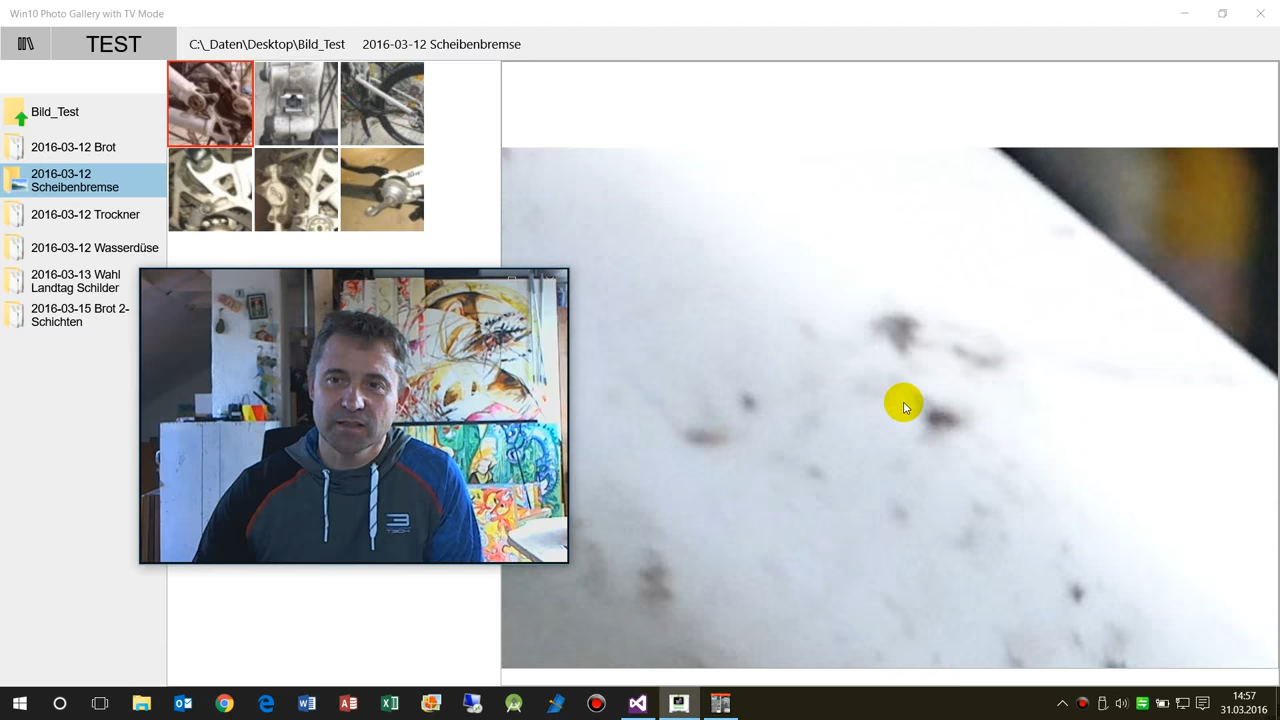 Win10 Photo Gallery with TV Mode
TEST
C:\_Daten\Desktop\Bild_Test 2016-03-12 Scheibenbremse
Bild_Test
2016-03-12 Brot
2016-03-12
Scheibenbremse
2016-03-12 Trockner
2016-03-12 Wasserdüse
2016-03-13 Wahl
Landtag Schilder
2016-03-15 Brot 2-
Schichten
3
TECH
14:57
31.03.2016